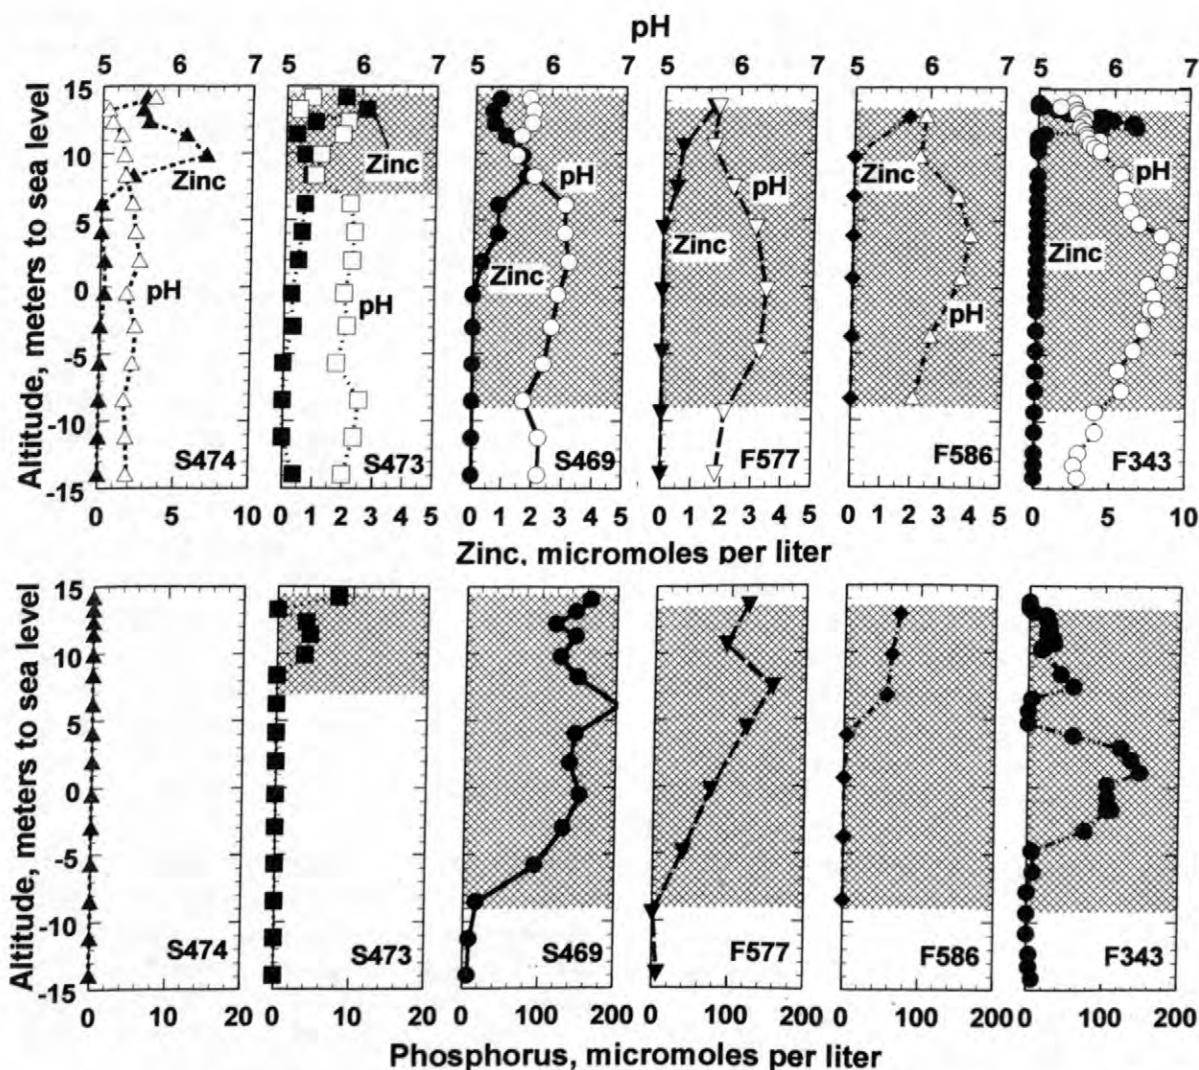 pH
5 6 7 5 6 7 5 6 7 5 6 7 5 6 7 5 6 7
Altitude, meters to sea level
15
10
5
0
-5
-10
-15
Zinc
pH
S474
Zinc
pH
S473
pH
Zinc
S469
pH
Zinc
F577
Zinc
pH
F586
pH
Zinc
F343
0 5 10 0 1 2 3 4 5 0 1 2 3 4 5 0 1 2 3 4 5 0 1 2 3 4 5 0 5 10
Zinc, micromoles per liter
Altitude, meters to sea level
15
10
5
0
-5
-10
-15
S474
S473
S469
F577
F586
F343
0 10 20 0 10 20 0 100 200 0 100 200 0 100 200 0 100 200
Phosphorus, micromoles per liter